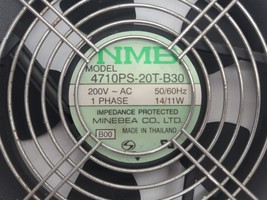 NMB
MODEL
4710PS-20T-B30
200V ~ AC 50/60Hz
1 PHASE 14/11W
IMPEDANCE PROTECTED
MINEBEA CO., LTD.
B00 MADE IN THAILAND